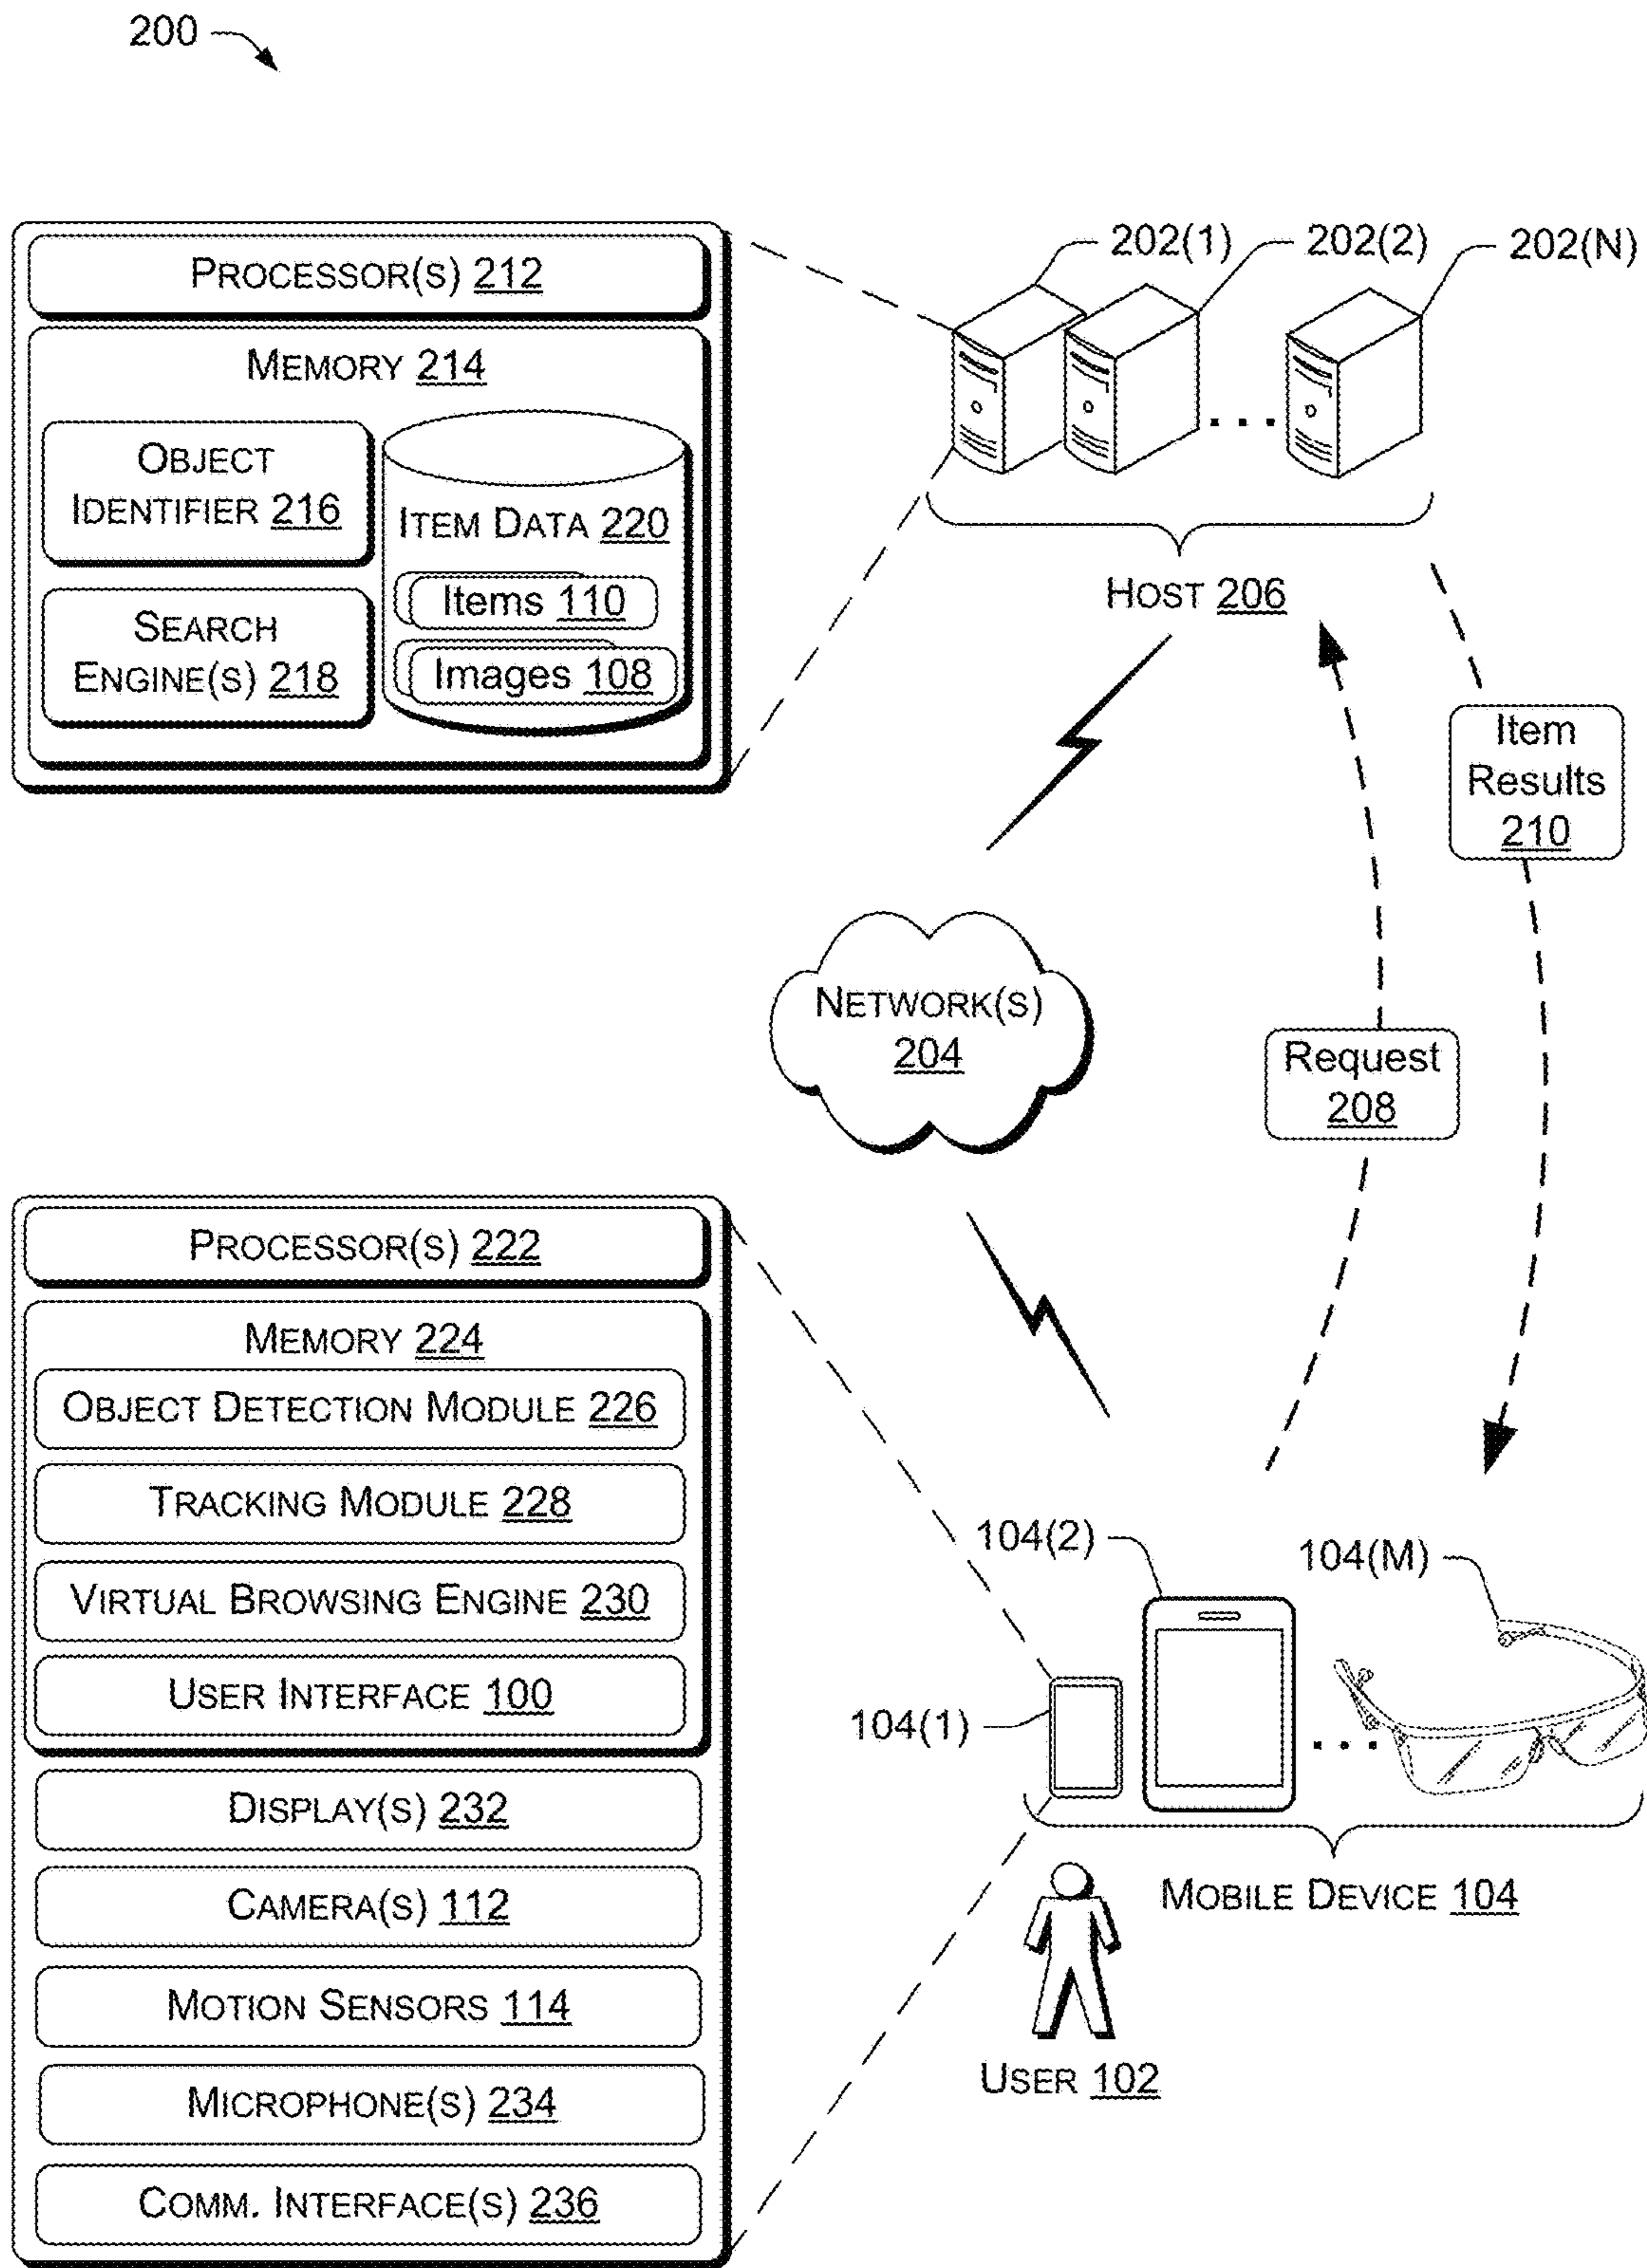 200
PROCESSOR(S) 212
MEMORY 214
OBJECT
IDENTIFIER 216
SEARCH
ENGINE(S) 218
ITEM DATA 220
Items 110
Images 108
202(1)
202(2)
202(N)
...
HOST 206
Item
Results
210
NETWORK(S)
204
Request
208
PROCESSOR(S) 222
MEMORY 224
OBJECT DETECTION MODULE 226
TRACKING MODULE 228
VIRTUAL BROWSING ENGINE 230
USER INTERFACE 100
DISPLAY(S) 232
CAMERA(S) 112
MOTION SENSORS 114
MICROPHONE(S) 234
COMM. INTERFACE(S) 236
104(2)
104(M)
104(1)
...
MOBILE DEVICE 104
USER 102